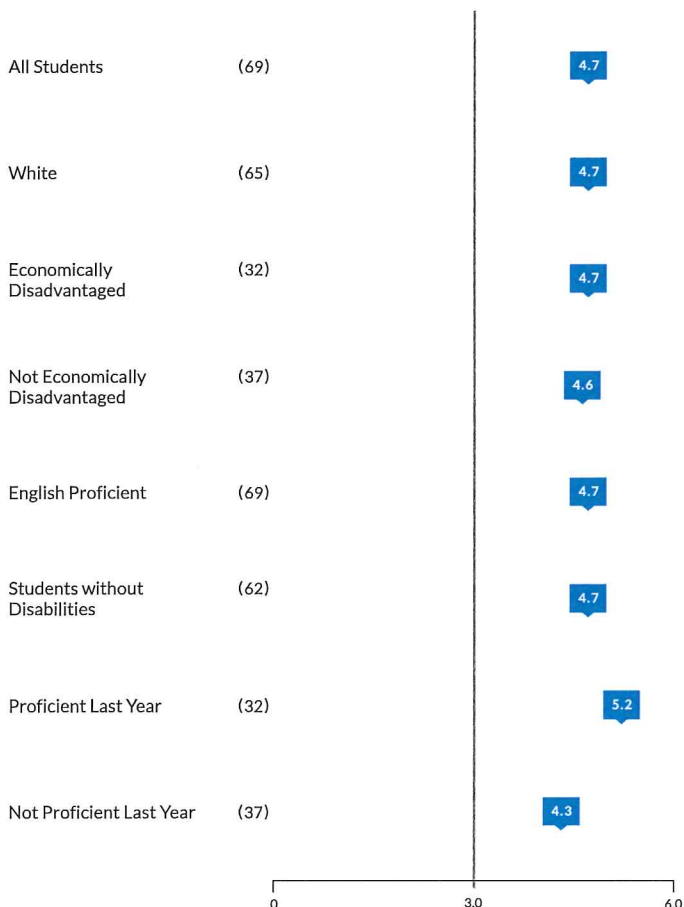 All Students (69) 4.7
White (65) 4.7
Economically (32) 4.7
Disadvantaged
Not Economically (37) 4.6
Disadvantaged
English Proficient (69) 4.7
Students without (62) 4.7
Disabilities
Proficient Last Year (32) 5.2
Not Proficient Last Year (37) 4.3
0 3.0 6.0